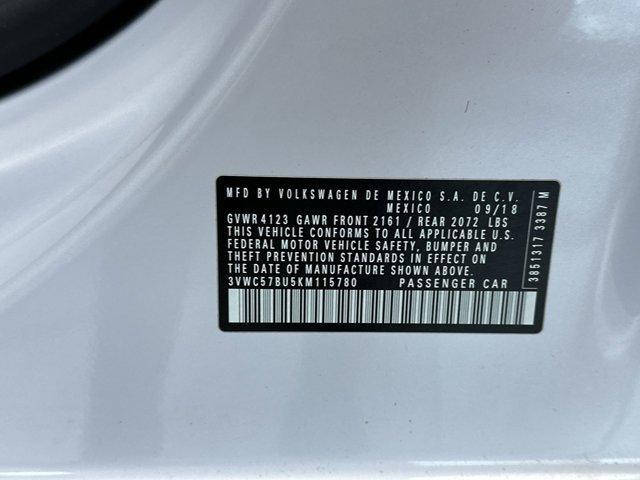 MFD BY VOLKSWAGEN DE MEXICO S.A. DE C.V.
MEXICO 09/18
GVWR 4123 GAWR FRONT 2161 / REAR 2072 LBS
THIS VEHICLE CONFORMS TO ALL APPLICABLE U.S.
FEDERAL MOTOR VEHICLE SAFETY, BUMPER AND
THEFT PREVENTION STANDARDS IN EFFECT ON
THE DATE OF MANUFACTURE SHOWN ABOVE.
3VWC57BU5KM115780 PASSENGER CAR
3851317 3387 M